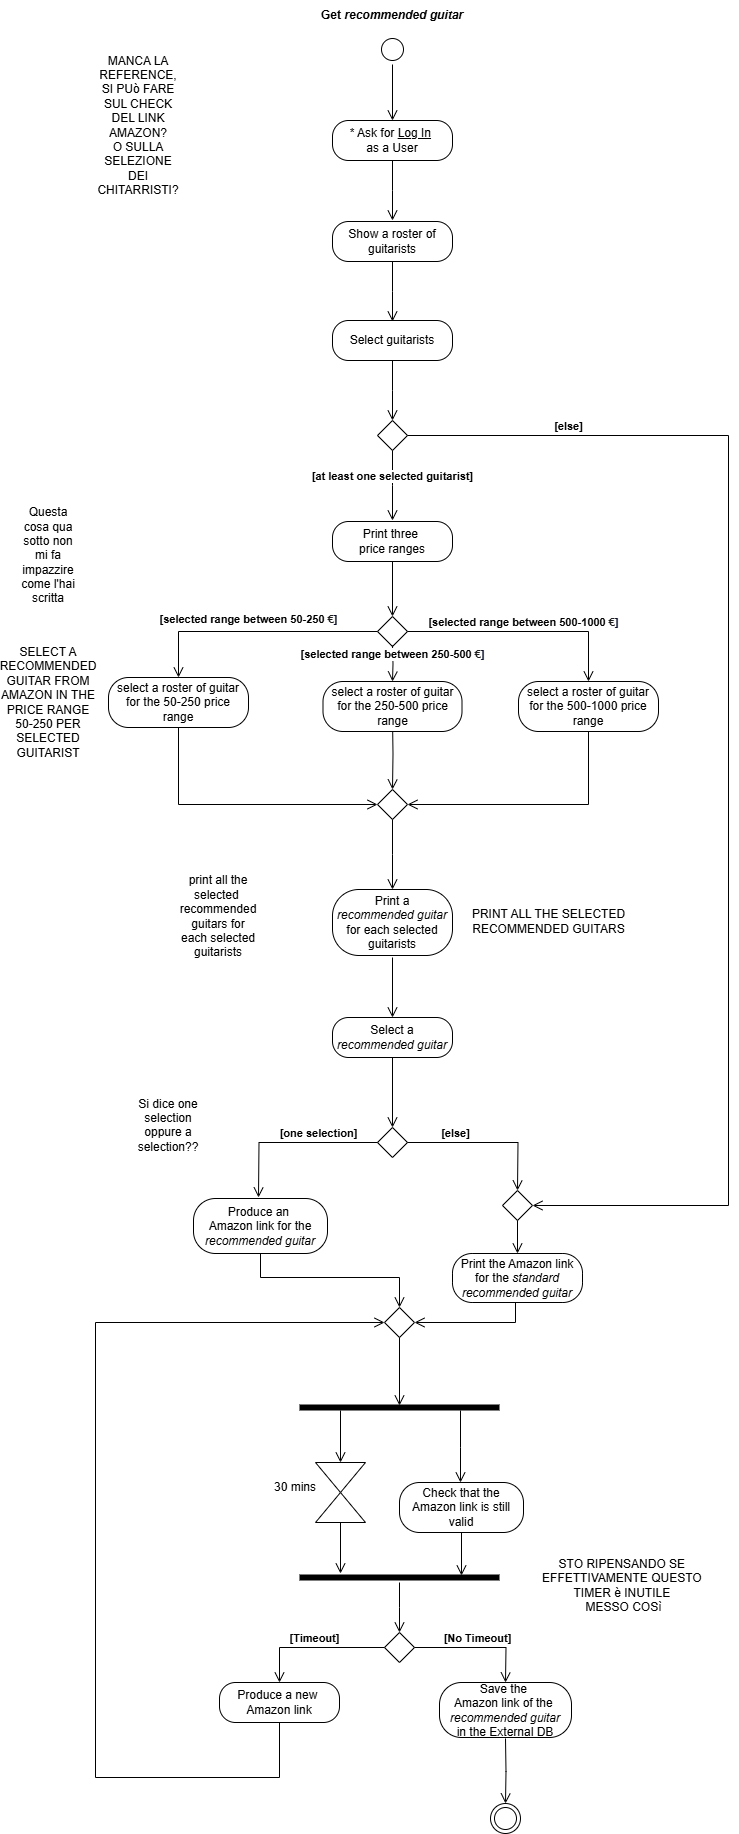 Get recommended guitar
MANCA LA
REFERENCE,
SI PUò FARE
SUL CHECK
DEL LINK
AMAZON?
O SULLA
SELEZIONE
DEI
CHITARRISTI?
* Ask for Log In
as a User
Show a roster of
guitarists
Select guitarists
[else]
[at least one selected guitarist]
Questa
cosa qua
sotto non
mi fa
impazzire
come l'hai
scritta
Print three
price ranges
[selected range between 50-250 €]
[selected range between 500-1000 €]
[selected range between 250-500 €]
SELECT A
RECOMMENDED
GUITAR FROM
AMAZON IN THE
PRICE RANGE
50-250 PER
SELECTED
GUITARIST
select a roster of guitar
for the 50-250 price
range
select a roster of guitar
for the 250-500 price
range
select a roster of guitar
for the 500-1000 price
range
print all the
selected
recommended
guitars for
each selected
guitarists
Print a
recommended guitar
for each selected
guitarists
PRINT ALL THE SELECTED
RECOMMENDED GUITARS
Select a
recommended guitar
Si dice one
selection
oppure a
selection??
[one selection]
[else]
Produce an
Amazon link for the
recommended guitar
Print the Amazon link
for the standard
recommended guitar
30 mins
Check that the
Amazon link is still
valid
STO RIPENSANDO SE
EFFETTIVAMENTE QUESTO
TIMER è INUTILE
MESSO COSì
[Timeout]
[No Timeout]
Produce a new
Amazon link
Save the
Amazon link of the
recommended guitar
in the External DB